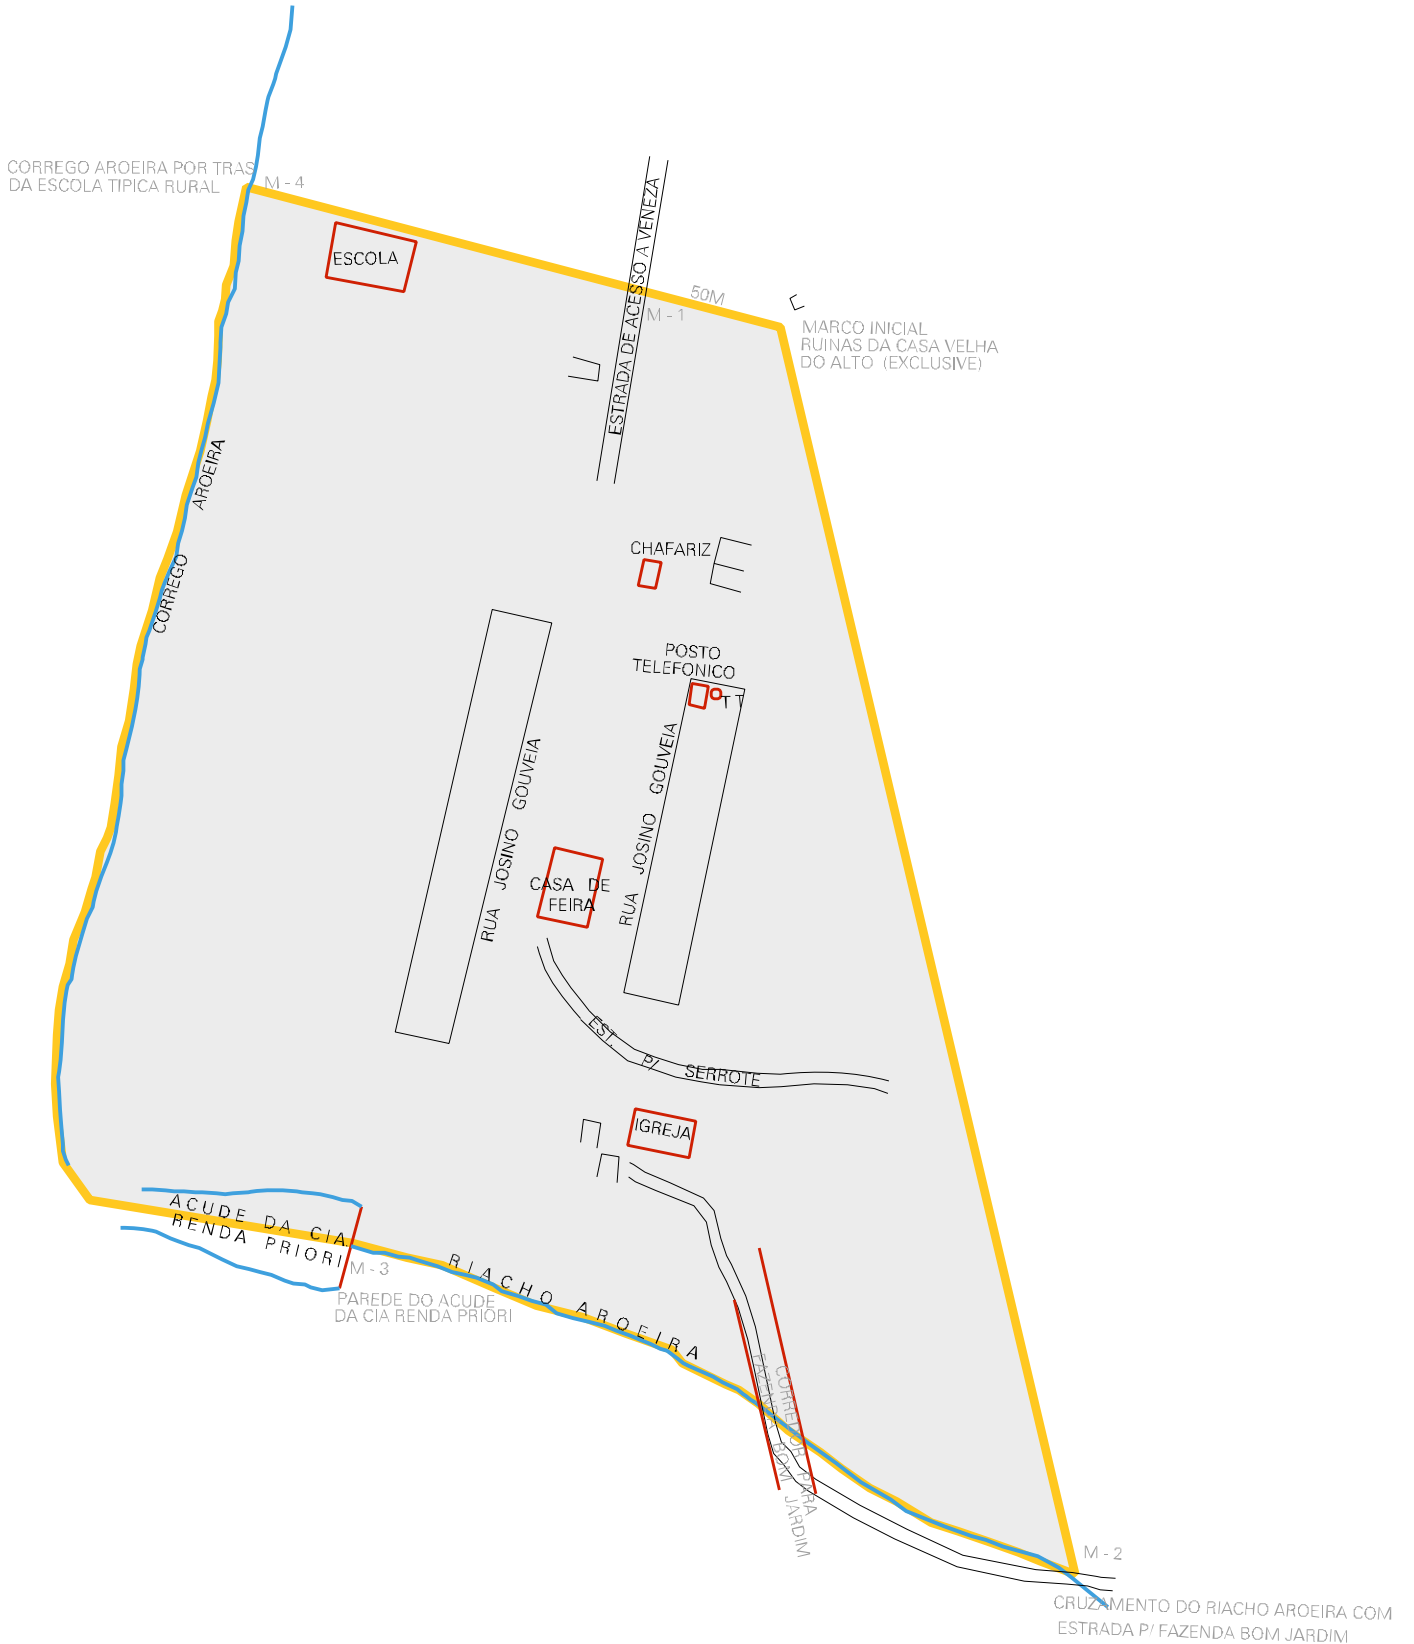 CORREGO AROEIRA POR TRAS
DA ESCOLA TIPICA RURAL
M - 4
ESCOLA
ESTRADA DE ACESSO A VENEZA
50M
M - 1
MARCO INICIAL
RUINAS DA CASA VELHA
DO ALTO (EXCLUSIVE)
CORREGO AROEIRA
CHAFARIZ
POSTO
TELEFONICO
T T
RUA JOSINO GOUVEIA
RUA JOSINO GOUVEIA
CASA DE
FEIRA
EST. P/ SERROTE
IGREJA
ACUDE DA CIA.
RENDA PRIORI
M - 3
PAREDE DO ACUDE
DA CIA RENDA PRIORI
RIACHO AROEIRA
CORREDOR PARA
FAZENDA BOM JARDIM
M - 2
CRUZAMENTO DO RIACHO AROEIRA COM
ESTRADA P/ FAZENDA BOM JARDIM